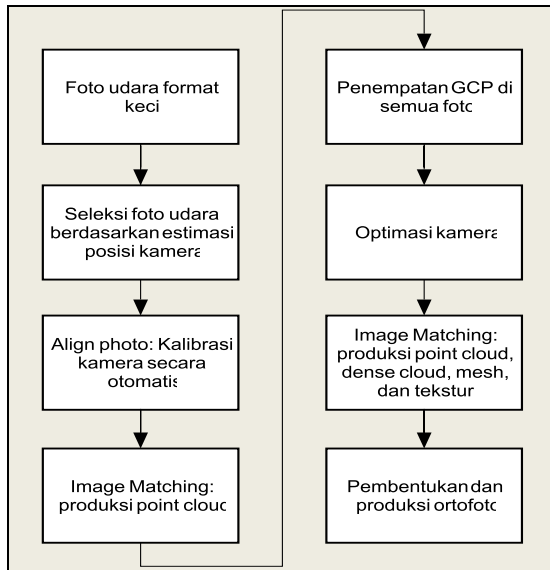 Foto udara format
keci
Seleksi foto udara
berdasarkan estimasi
posisi kamera
Align photo: Kalibrasi
kamera secara
otomatis
Image Matching:
produksi point cloud
Penempatan GCP di
semua foto
Optimasi kamera
Image Matching:
produksi point cloud,
dense cloud, mesh,
dan tekstur
Pembentukan dan
produksi ortofoto